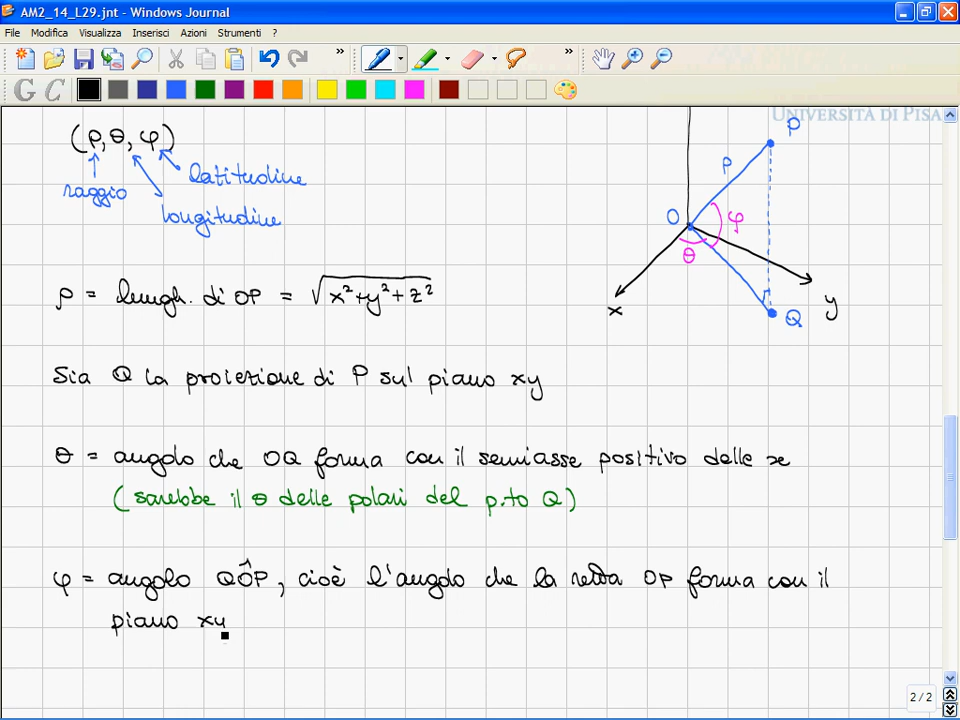 AM2_14_L29.jnt - Windows Journal
File Modifica Visualizza Inserisci Azioni Strumenti ?
» »
G C
UNIVERSITÀ DI PISA
(ρ, θ, φ)
raggio
latitudine
longitudine
P
ρ
O
φ
θ
x
y
Q
ρ = lungh. di OP = √x²+y²+z²
Sia Q la proiezione di P sul piano xy
θ = angolo che OQ forma con il semiasse positivo delle x
(sarebbe il θ delle polari del p.to Q)
φ = angolo QÔP, cioè l'angolo che la retta OP forma con il
piano xy
2 / 2